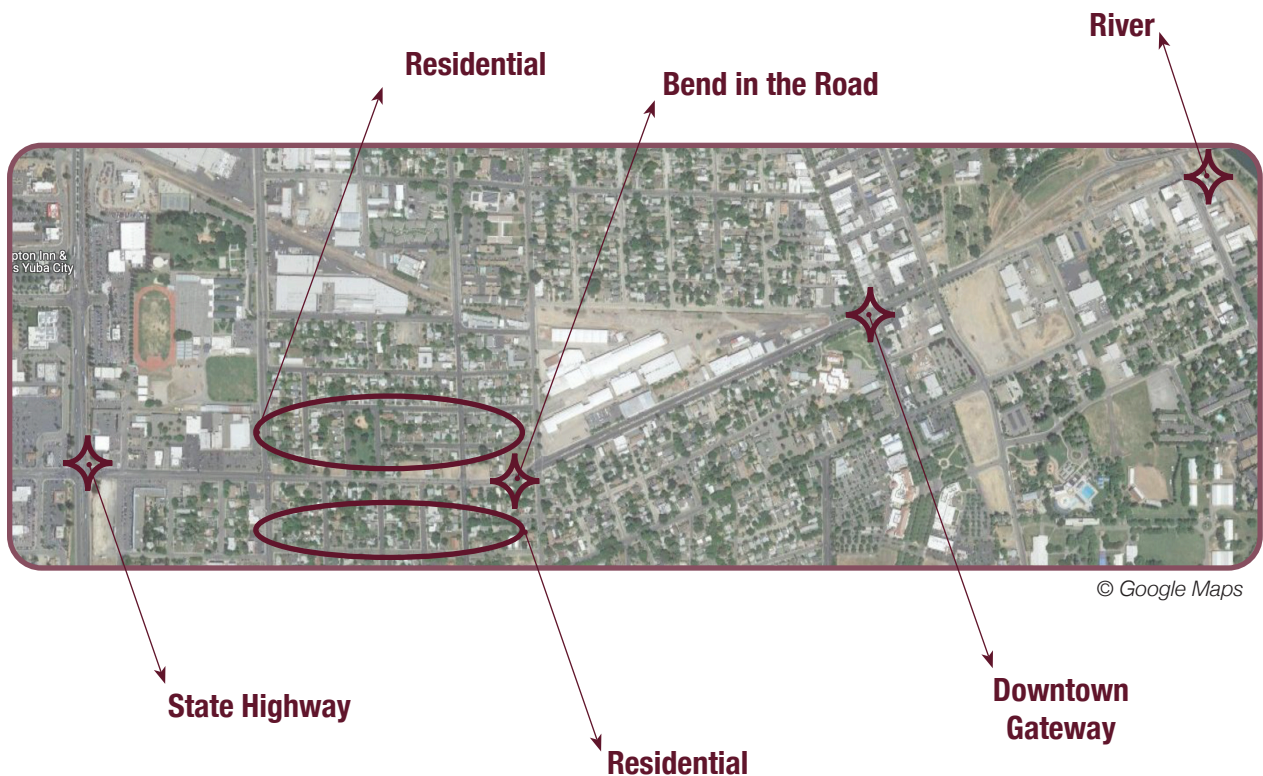 River
Residential
Bend in the Road
pton Inn &
s Yuba City
© Google Maps
State Highway
Downtown
Gateway
Residential